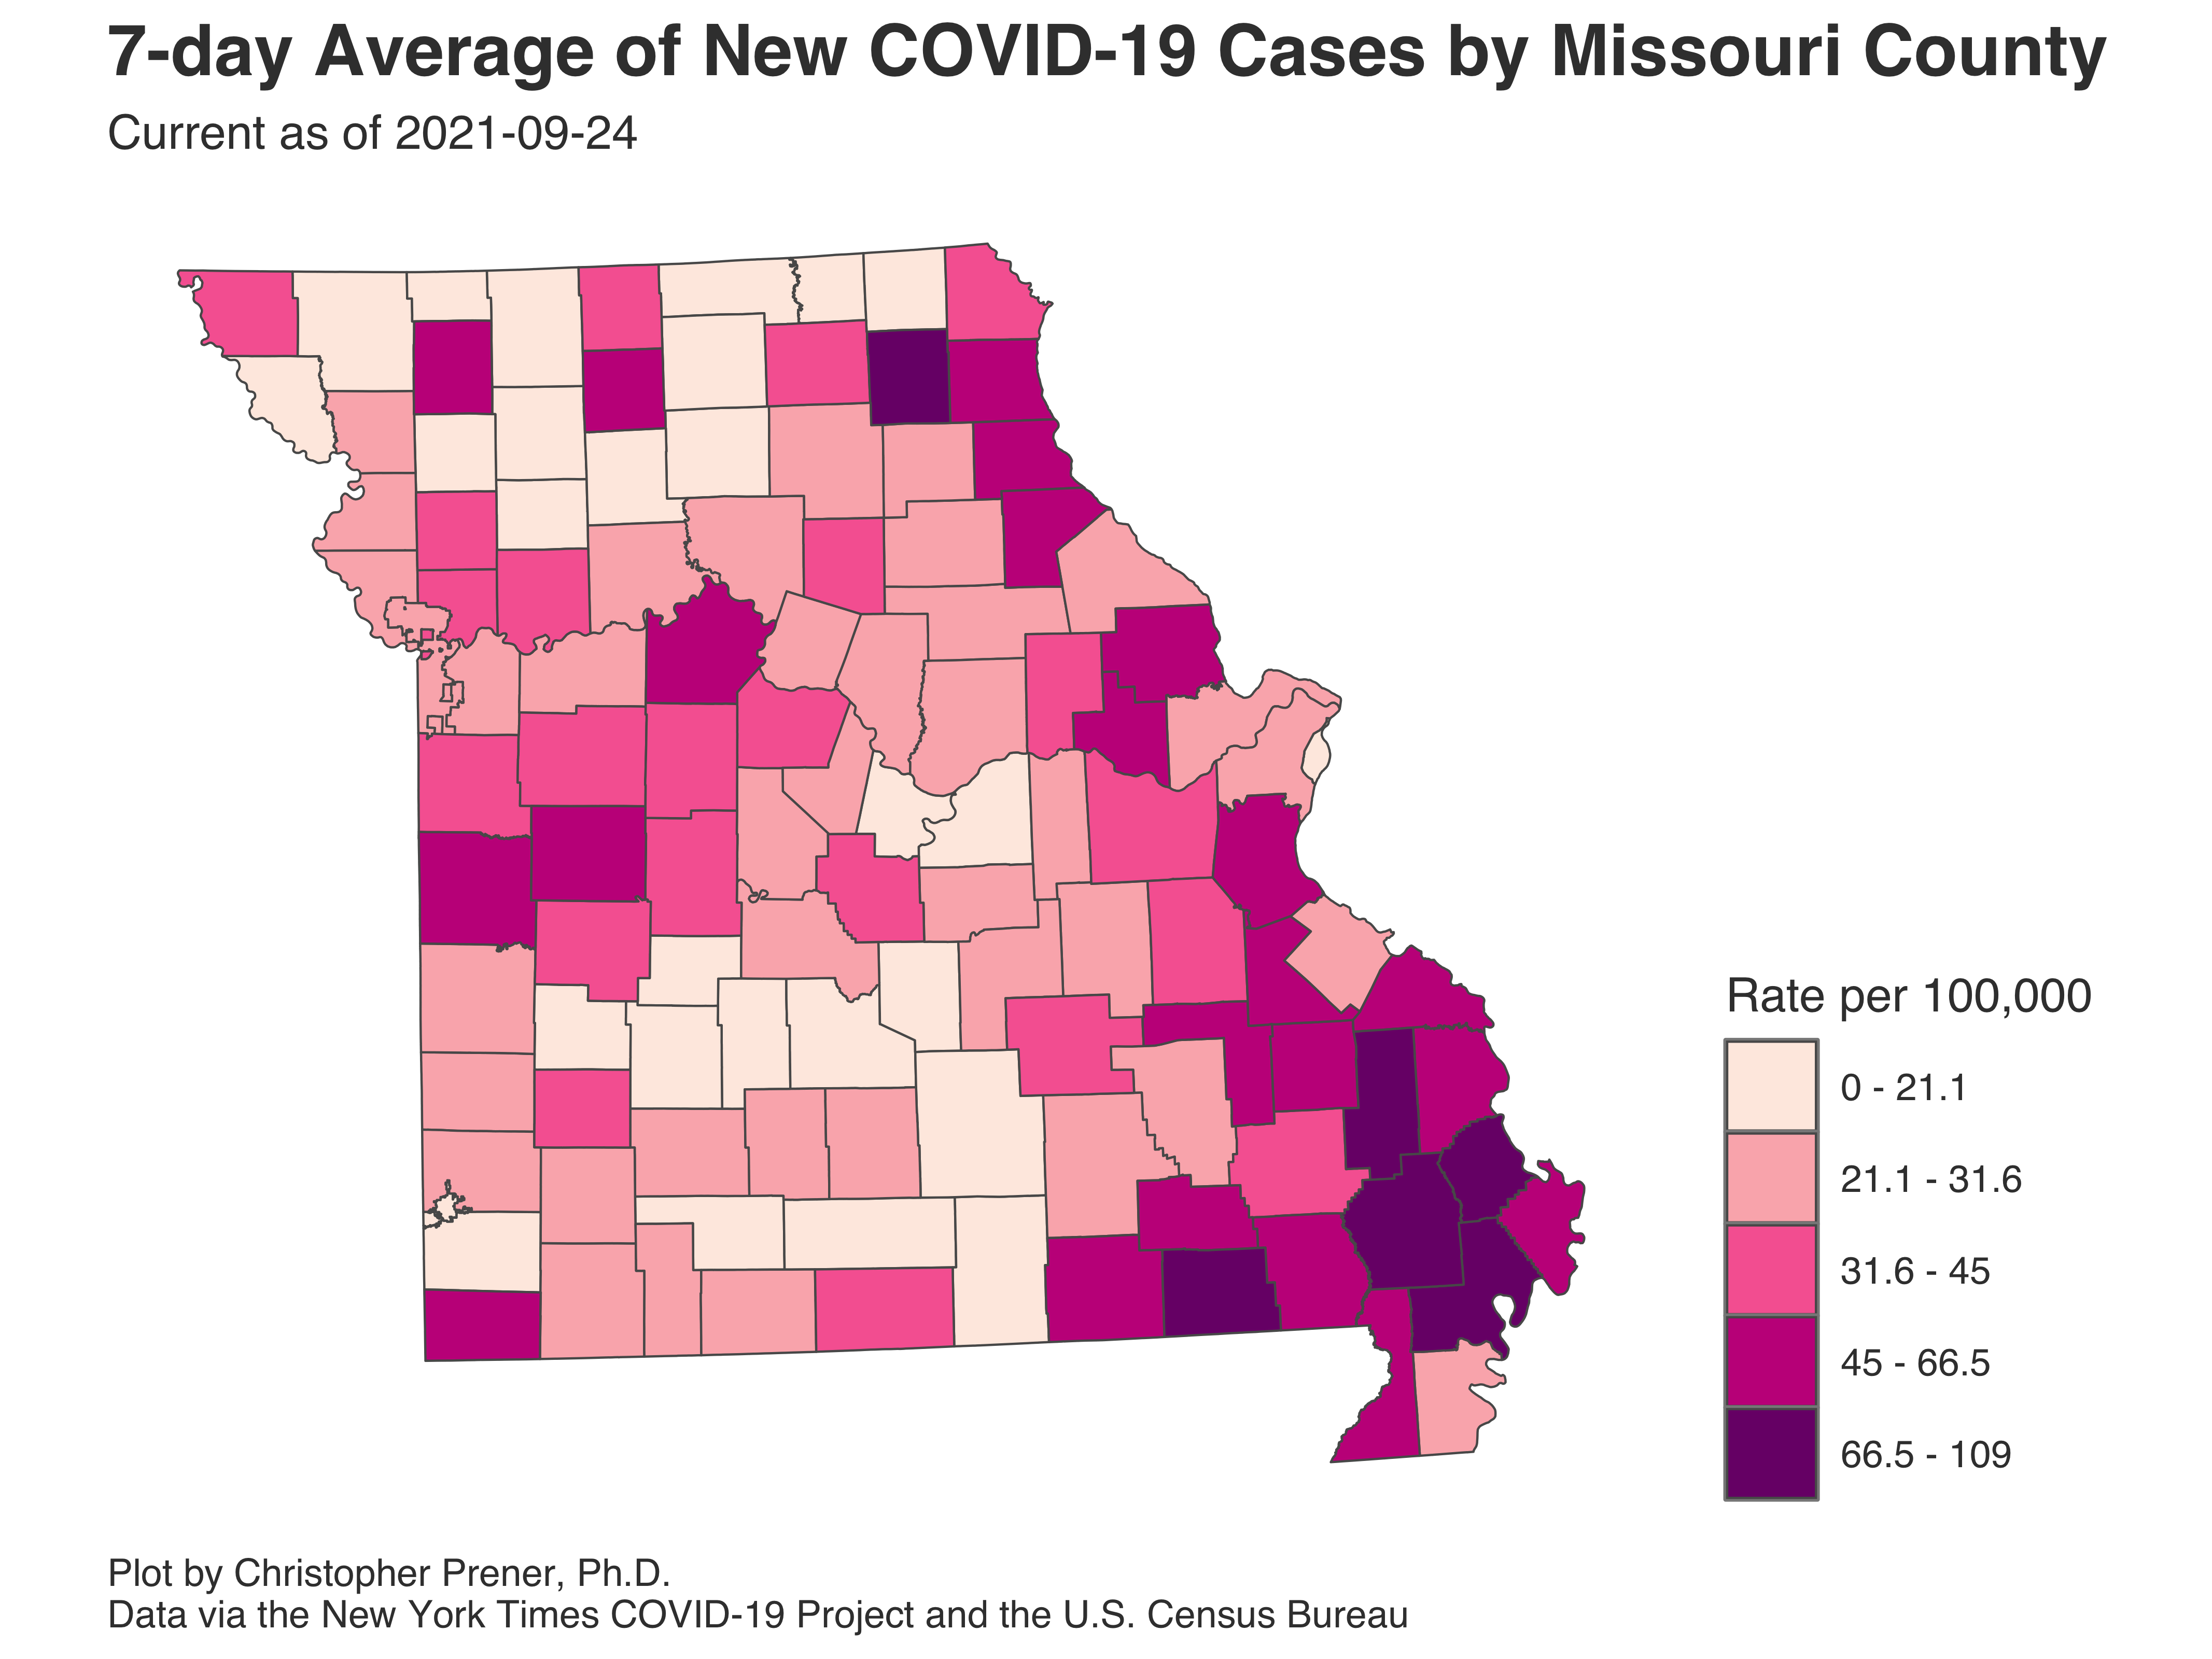 7-day Average of New COVID-19 Cases by Missouri County
Current as of 2021-09-24
Rate per 100,000
0 - 21.1
21.1 - 31.6
31.6 - 45
45 - 66.5
66.5 - 109
Plot by Christopher Prener, Ph.D.
Data via the New York Times COVID-19 Project and the U.S. Census Bureau